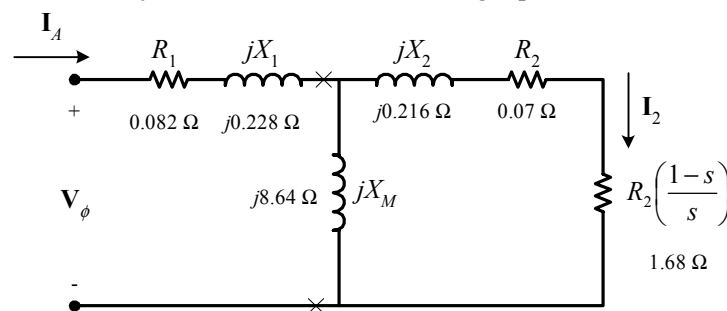 I_A
R_1
jX_1
jX_2
R_2
+
0.082 Ω
j0.228 Ω
j0.216 Ω
0.07 Ω
I_2
V_ϕ
j8.64 Ω
jX_M
R_2((1−s)/s)
1.68 Ω
-